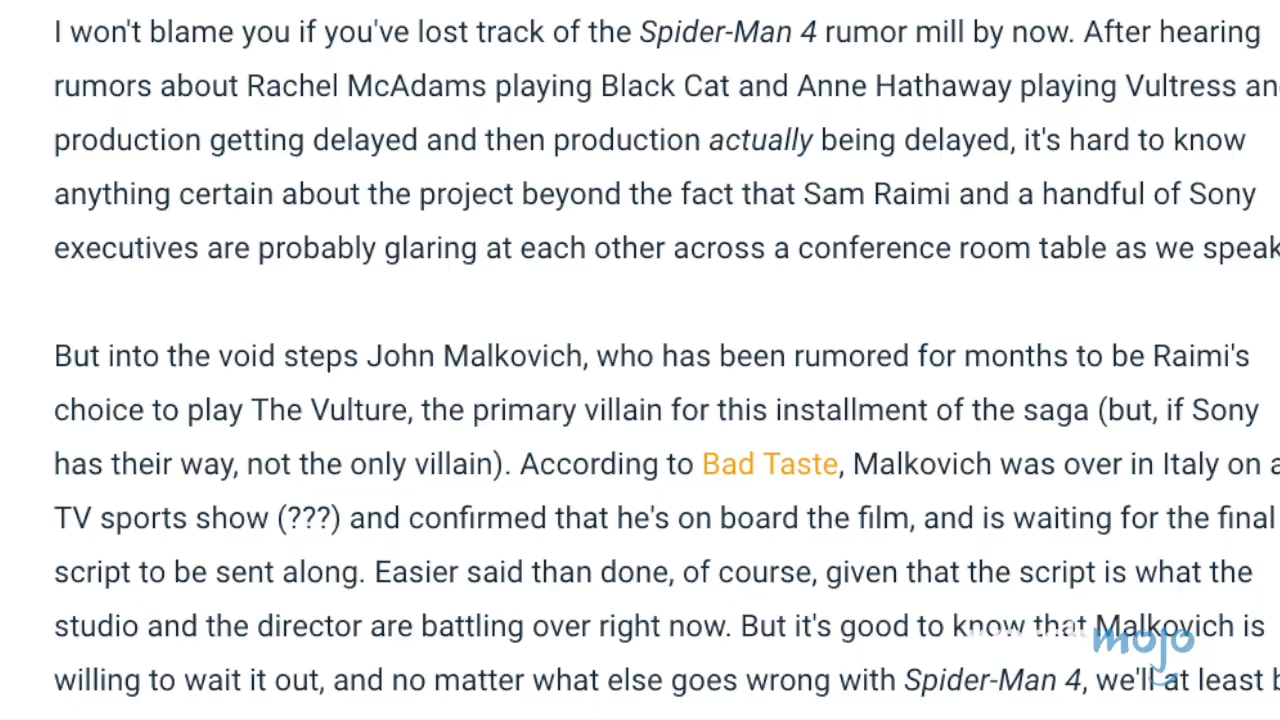 I won't blame you if you've lost track of the Spider-Man 4 rumor mill by now. After hearing
rumors about Rachel McAdams playing Black Cat and Anne Hathaway playing Vultress an
production getting delayed and then production actually being delayed, it's hard to know
anything certain about the project beyond the fact that Sam Raimi and a handful of Sony
executives are probably glaring at each other across a conference room table as we speak
But into the void steps John Malkovich, who has been rumored for months to be Raimi's
choice to play The Vulture, the primary villain for this installment of the saga (but, if Sony
has their way, not the only villain). According to Bad Taste, Malkovich was over in Italy on a
TV sports show (???) and confirmed that he's on board the film, and is waiting for the final
script to be sent along. Easier said than done, of course, given that the script is what the
studio and the director are battling over right now. But it's good to know that Malkovich is
mojo
willing to wait it out, and no matter what else goes wrong with Spider-Man 4, we'll at least b